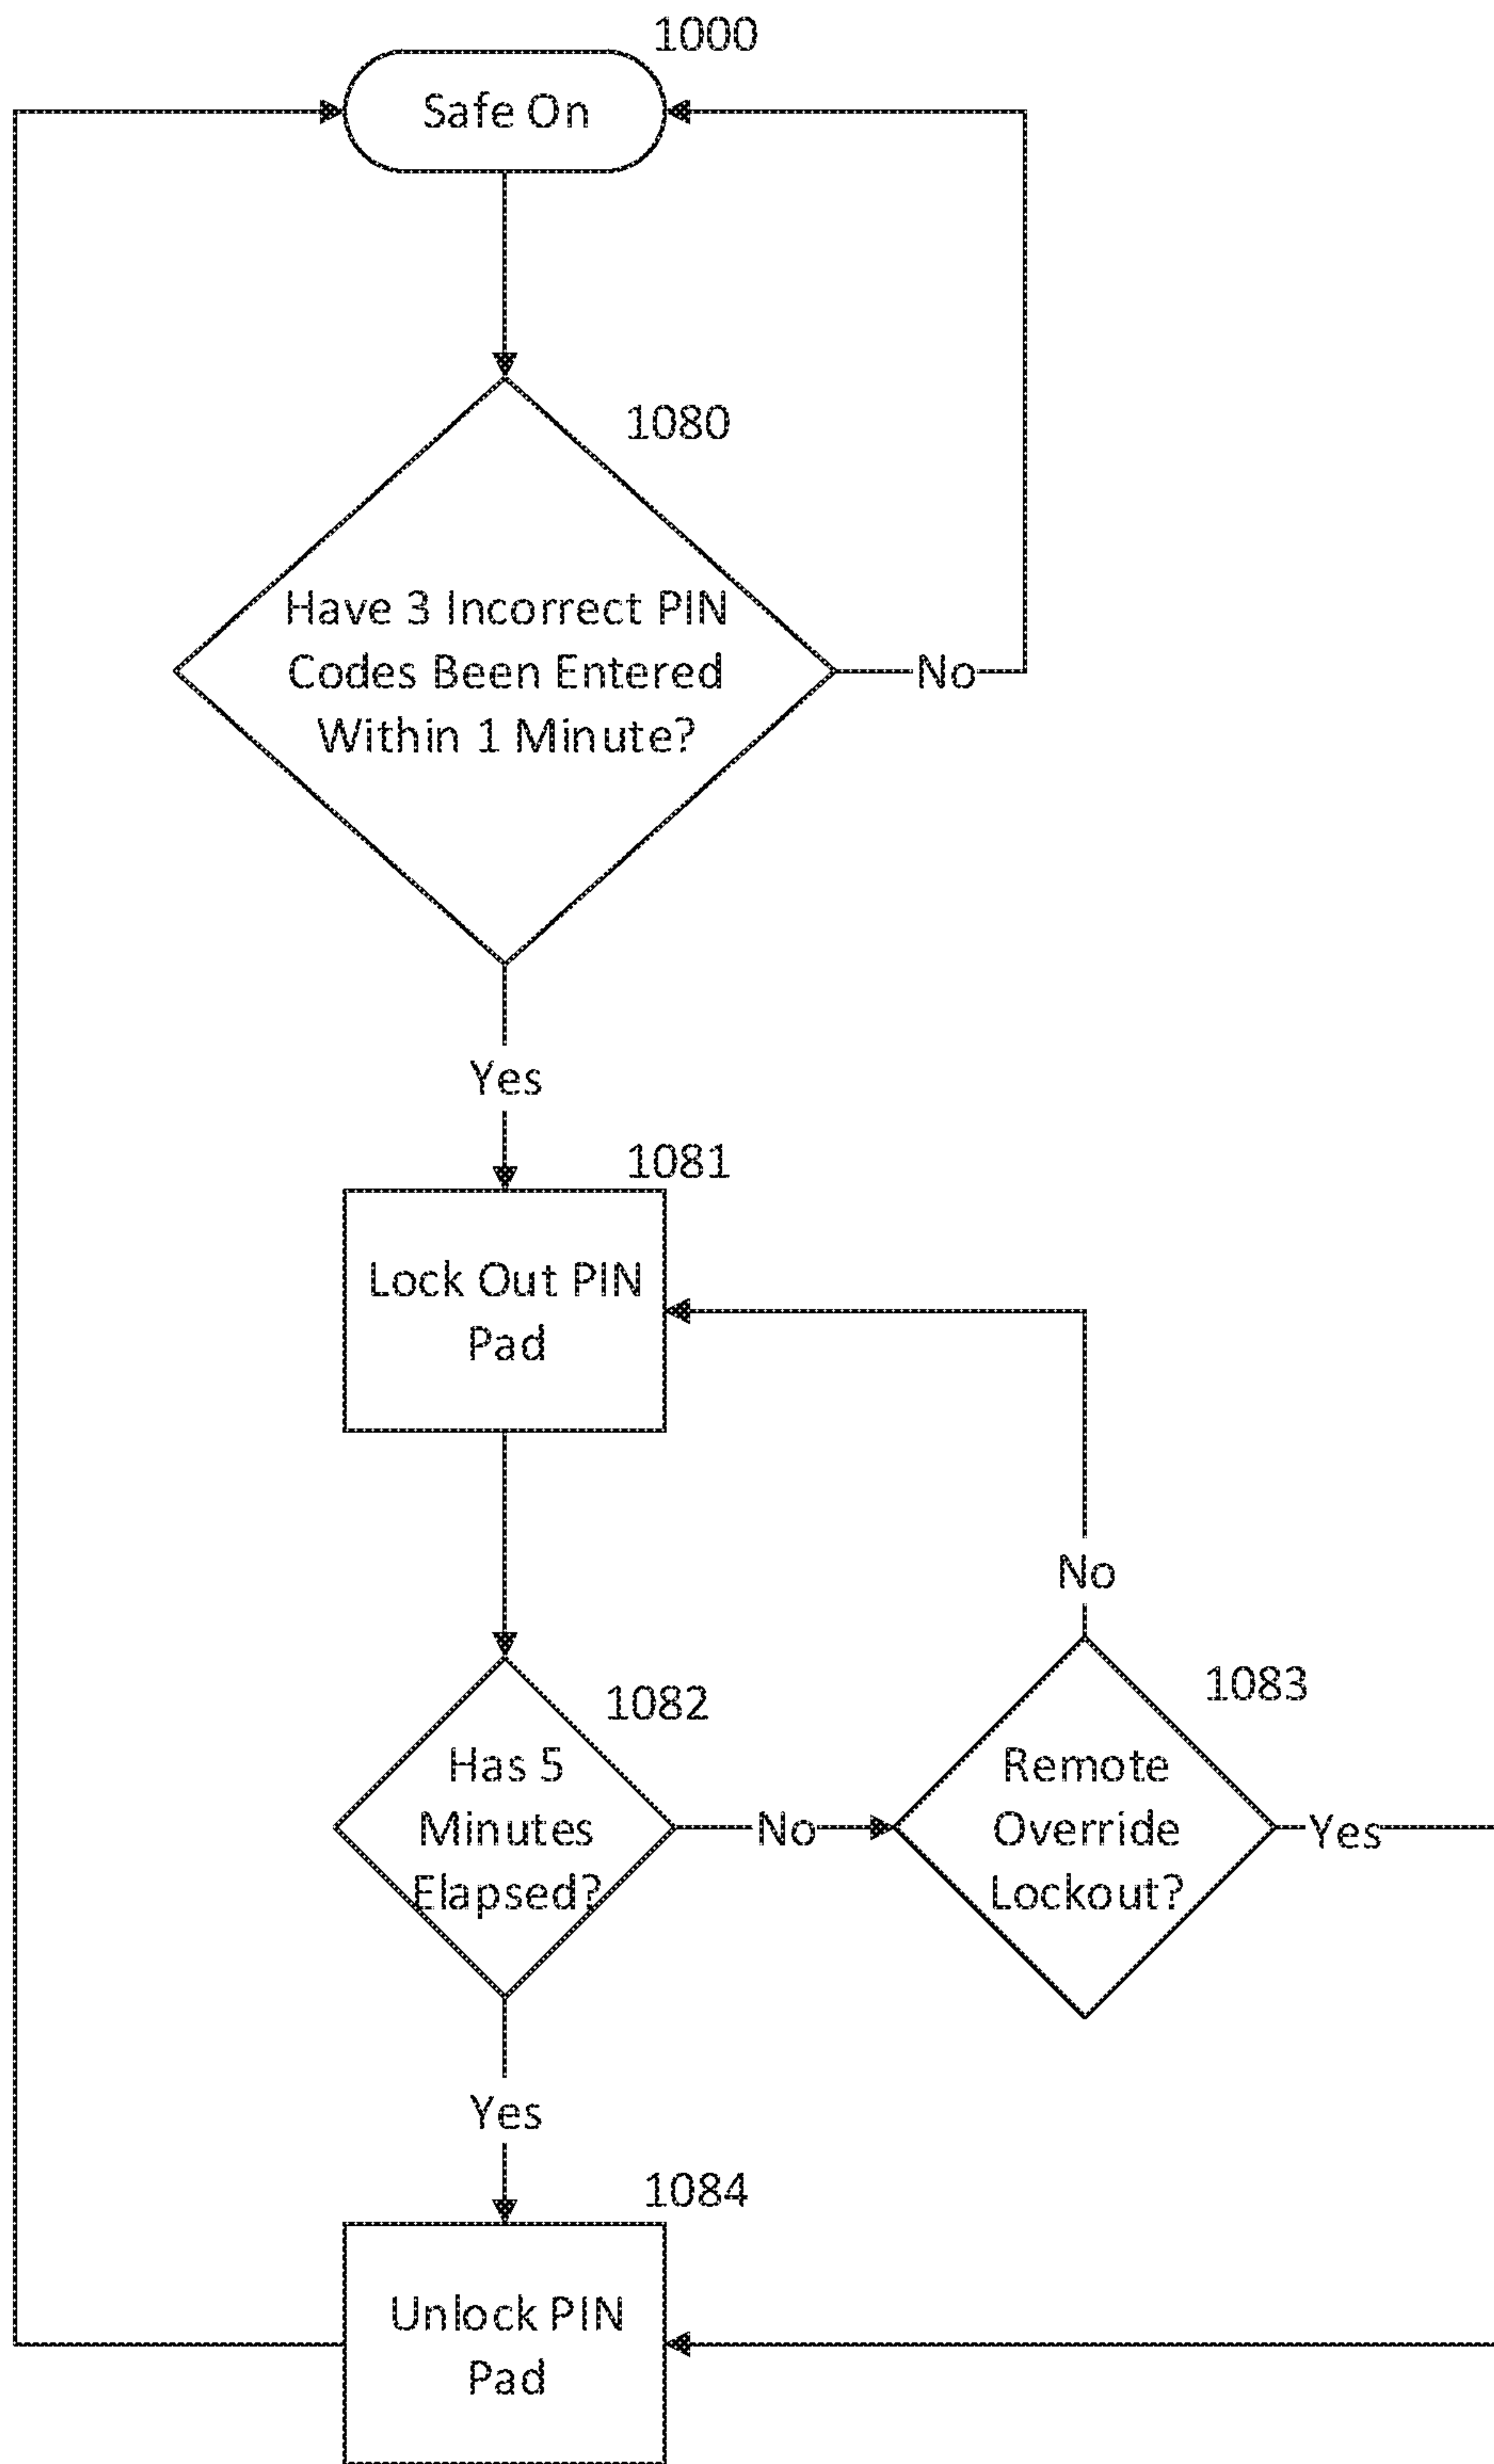 1000
Safe On
1080
Have 3 Incorrect PIN
Codes Been Entered
Within 1 Minute?
No
Yes
1081
Lock Out PIN
Pad
No
1082
1083
Has 5
Minutes
Elapsed?
No
Remote
Override
Lockout?
Yes
Yes
1084
Unlock PIN
Pad